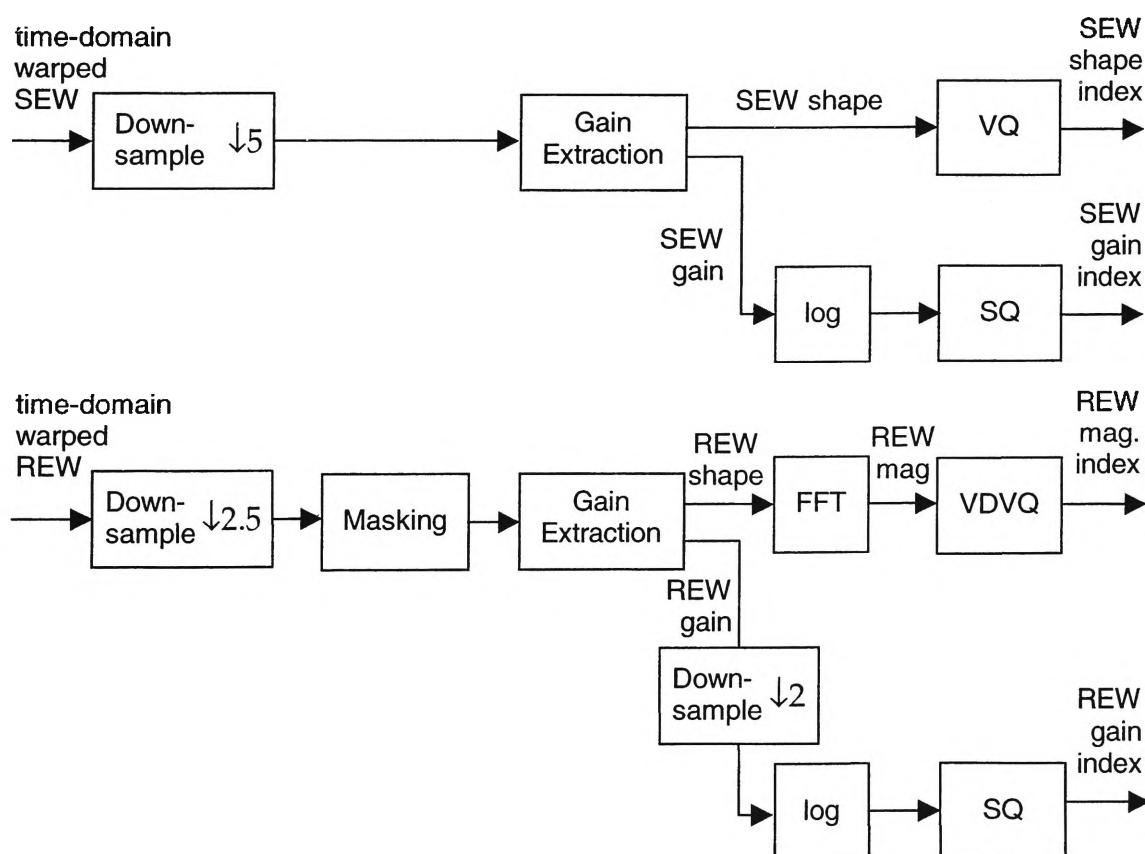 time-domain
warped
SEW
Down-
sample ↓5
Gain
Extraction
SEW shape
VQ
SEW
shape
index
SEW
gain
log
SQ
SEW
gain
index
time-domain
warped
REW
Down-
sample ↓2.5
Masking
Gain
Extraction
REW
shape
FFT
REW
mag
VDVQ
REW
mag.
index
REW
gain
Down-
sample ↓2
log
SQ
REW
gain
index